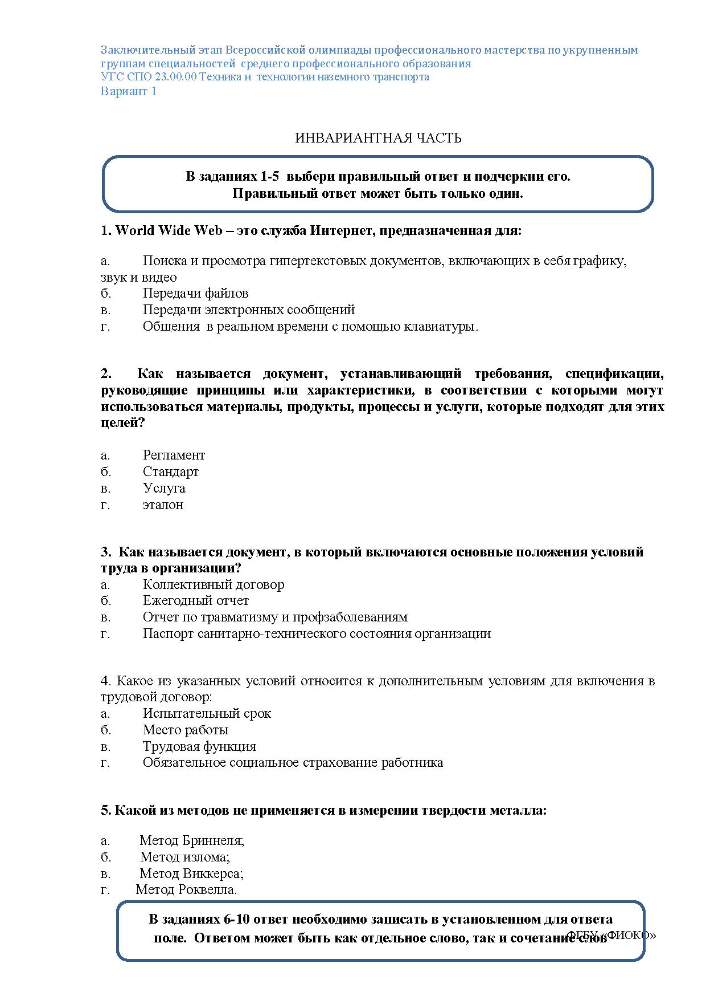 Заключительный этап Всероссийской олимпиады профессионального мастерства по укрупненным
группам специальностей среднего профессионального образования
УГС СПО 23.00.00 Техника и технологии наземного транспорта
Вариант 1
ИНВАРИАНТНАЯ ЧАСТЬ
В заданиях 1-5 выбери правильный ответ и подчеркни его.
Правильный ответ может быть только один.
1. World Wide Web – это служба Интернет, предназначенная для:
а. Поиска и просмотра гипертекстовых документов, включающих в себя графику,
звук и видео
б. Передачи файлов
в. Передачи электронных сообщений
г. Общения в реальном времени с помощью клавиатуры.
2. Как называется документ, устанавливающий требования, спецификации,
руководящие принципы или характеристики, в соответствии с которыми могут
использоваться материалы, продукты, процессы и услуги, которые подходят для этих
целей?
а. Регламент
б. Стандарт
в. Услуга
г. эталон
3. Как называется документ, в который включаются основные положения условий
труда в организации?
а. Коллективный договор
б. Ежегодный отчет
в. Отчет по травматизму и профзаболеваниям
г. Паспорт санитарно-технического состояния организации
4. Какое из указанных условий относится к дополнительным условиям для включения в
трудовой договор:
а. Испытательный срок
б. Место работы
в. Трудовая функция
г. Обязательное социальное страхование работника
5. Какой из методов не применяется в измерении твердости металла:
а. Метод Бриннеля;
б. Метод излома;
в. Метод Виккерса;
г. Метод Роквелла.
В заданиях 6-10 ответ необходимо записать в установленном для ответа
поле. Ответом может быть как отдельное слово, так и сочетание слов
ФГБУ «ФИОКО»